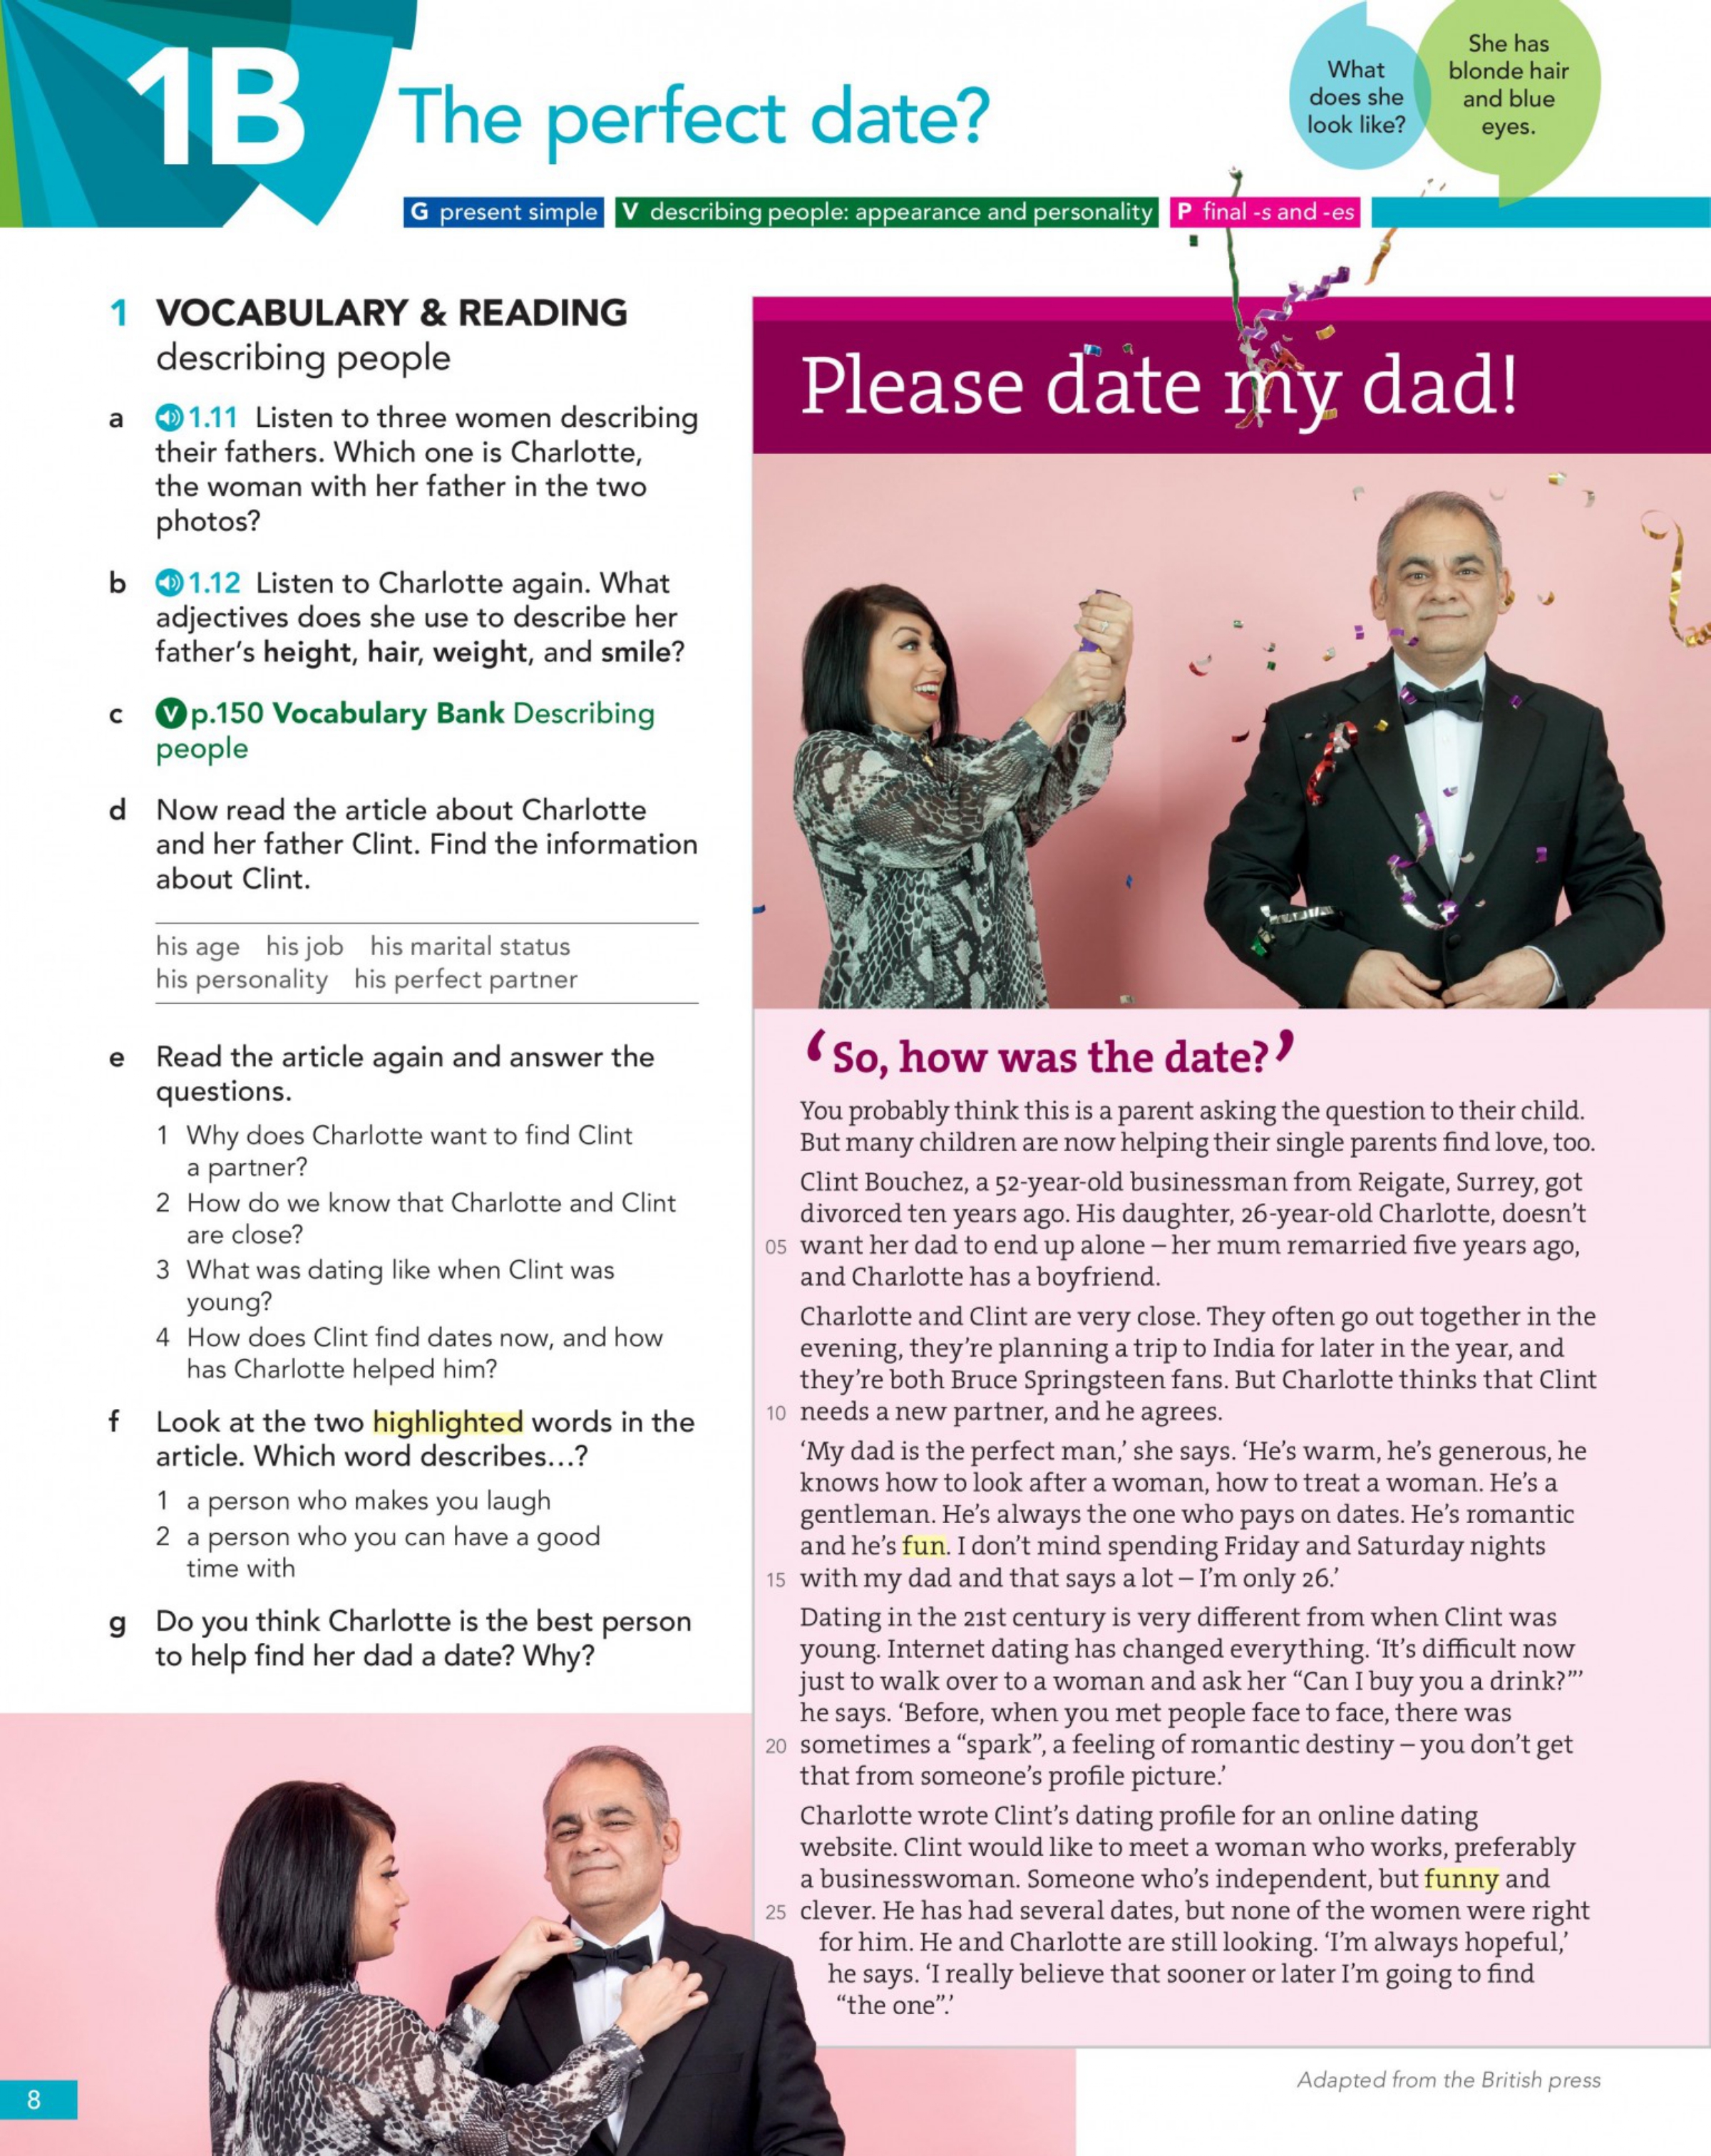 1B
The perfect date?
What
does she
look like?
She has
blonde hair
and blue
eyes.
G present simple V describing people: appearance and personality P final -s and -es
1 VOCABULARY & READING
describing people
a 1.11 Listen to three women describing
their fathers. Which one is Charlotte,
the woman with her father in the two
photos?
b 1.12 Listen to Charlotte again. What
adjectives does she use to describe her
father's height, hair, weight, and smile?
c V p.150 Vocabulary Bank Describing
people
d Now read the article about Charlotte
and her father Clint. Find the information
about Clint.
his age his job his marital status
his personality his perfect partner
e Read the article again and answer the
questions.
1 Why does Charlotte want to find Clint
a partner?
2 How do we know that Charlotte and Clint
are close?
3 What was dating like when Clint was
young?
4 How does Clint find dates now, and how
has Charlotte helped him?
f Look at the two highlighted words in the
article. Which word describes...?
1 a person who makes you laugh
2 a person who you can have a good
time with
g Do you think Charlotte is the best person
to help find her dad a date? Why?
Please date my dad!
‘So, how was the date?’
You probably think this is a parent asking the question to their child.
But many children are now helping their single parents find love, too.
Clint Bouchez, a 52-year-old businessman from Reigate, Surrey, got
divorced ten years ago. His daughter, 26-year-old Charlotte, doesn't
05 want her dad to end up alone – her mum remarried five years ago,
and Charlotte has a boyfriend.
Charlotte and Clint are very close. They often go out together in the
evening, they're planning a trip to India for later in the year, and
they're both Bruce Springsteen fans. But Charlotte thinks that Clint
10 needs a new partner, and he agrees.
‘My dad is the perfect man,’ she says. ‘He's warm, he's generous, he
knows how to look after a woman, how to treat a woman. He's a
gentleman. He's always the one who pays on dates. He's romantic
and he's fun. I don't mind spending Friday and Saturday nights
15 with my dad and that says a lot – I'm only 26.’
Dating in the 21st century is very different from when Clint was
young. Internet dating has changed everything. ‘It's difficult now
just to walk over to a woman and ask her “Can I buy you a drink?”’
he says. ‘Before, when you met people face to face, there was
20 sometimes a “spark”, a feeling of romantic destiny – you don't get
that from someone's profile picture.’
Charlotte wrote Clint's dating profile for an online dating
website. Clint would like to meet a woman who works, preferably
a businesswoman. Someone who's independent, but funny and
25 clever. He has had several dates, but none of the women were right
for him. He and Charlotte are still looking. ‘I'm always hopeful,’
he says. ‘I really believe that sooner or later I'm going to find
“the one”.’
Adapted from the British press
8